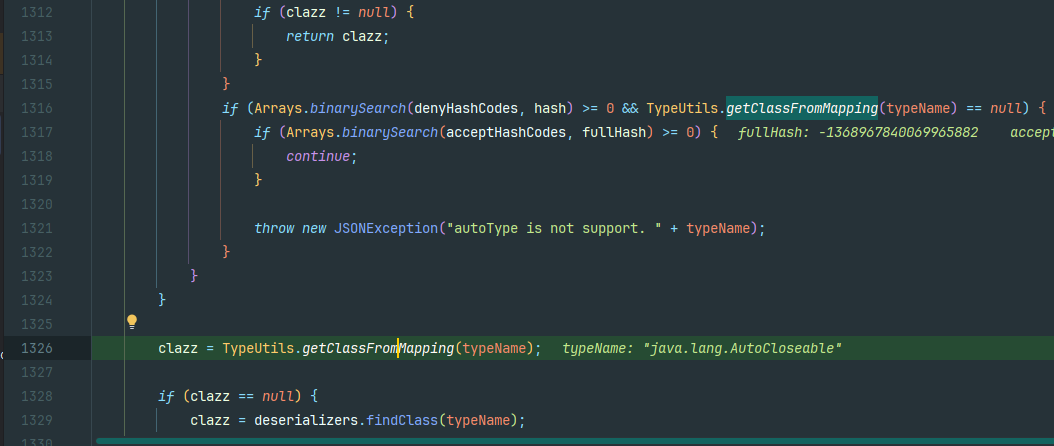 1312 if (clazz != null) {
1313 return clazz;
1314 }
1315 }
1316 if (Arrays.binarySearch(denyHashCodes, hash) >= 0 && TypeUtils.getClassFromMapping(typeName) == null) {
1317 if (Arrays.binarySearch(acceptHashCodes, fullHash) >= 0) { fullHash: -1368967840069965882 accept
1318 continue;
1319 }
1320
1321 throw new JSONException("autoType is not support. " + typeName);
1322 }
1323 }
1324 }
1325
1326 clazz = TypeUtils.getClassFromMapping(typeName); typeName: "java.lang.AutoCloseable"
1327
1328 if (clazz == null) {
1329 clazz = deserializers.findClass(typeName);
1330